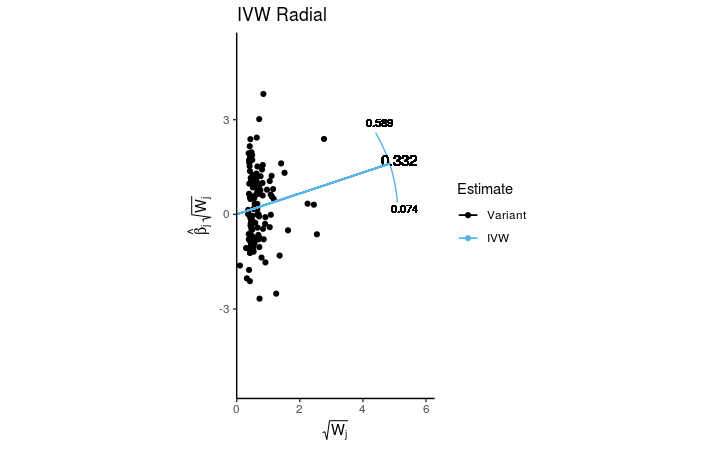 IVW Radial
3
0
-3
β̂j√Wj
0.589
0.332
0.074
0 2 4 6
√Wj
Estimate
Variant
IVW